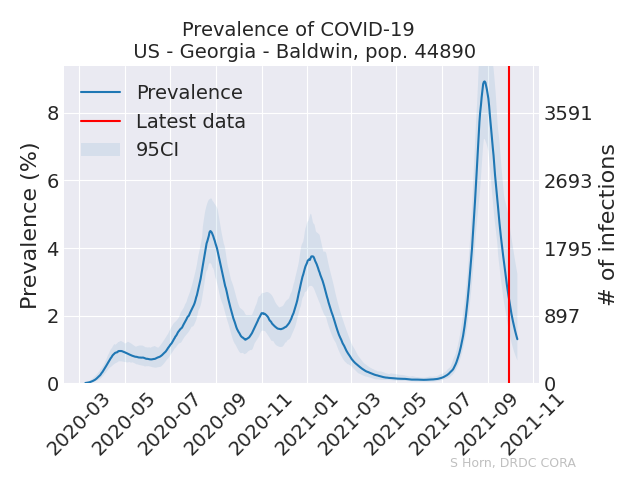 Prevalence of COVID-19
US - Georgia - Baldwin, pop. 44890
Prevalence
Latest data
95CI
Prevalence (%)
8
6
4
2
0
3591
2693
1795
897
0
# of infections
2020-03
2020-05
2020-07
2020-09
2020-11
2021-01
2021-03
2021-05
2021-07
2021-09
2021-11
S Horn, DRDC CORA